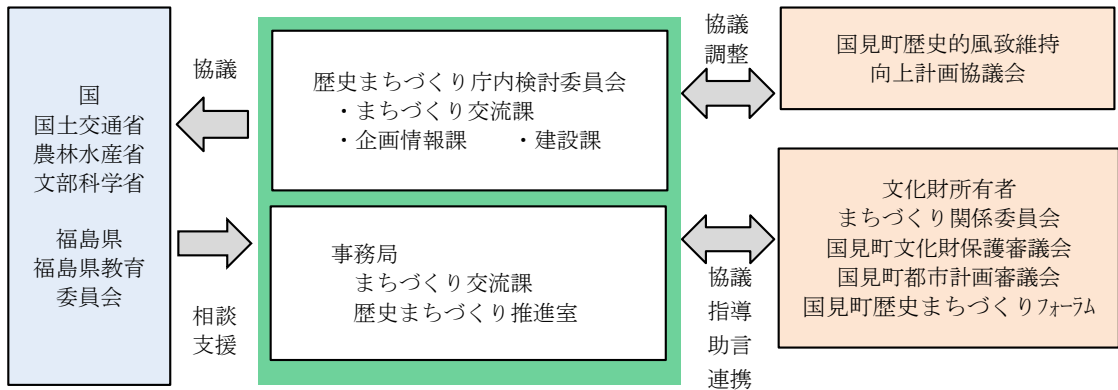 国
国土交通省
農林水産省
文部科学省
福島県
福島県教育
委員会
協議
相談
支援
歴史まちづくり庁内検討委員会
・まちづくり交流課
・企画情報課　・建設課
事務局
まちづくり交流課
歴史まちづくり推進室
協議
調整
協議
指導
助言
連携
国見町歴史的風致維持
向上計画協議会
文化財所有者
まちづくり関係委員会
国見町文化財保護審議会
国見町都市計画審議会
国見町歴史まちづくりフォーラム